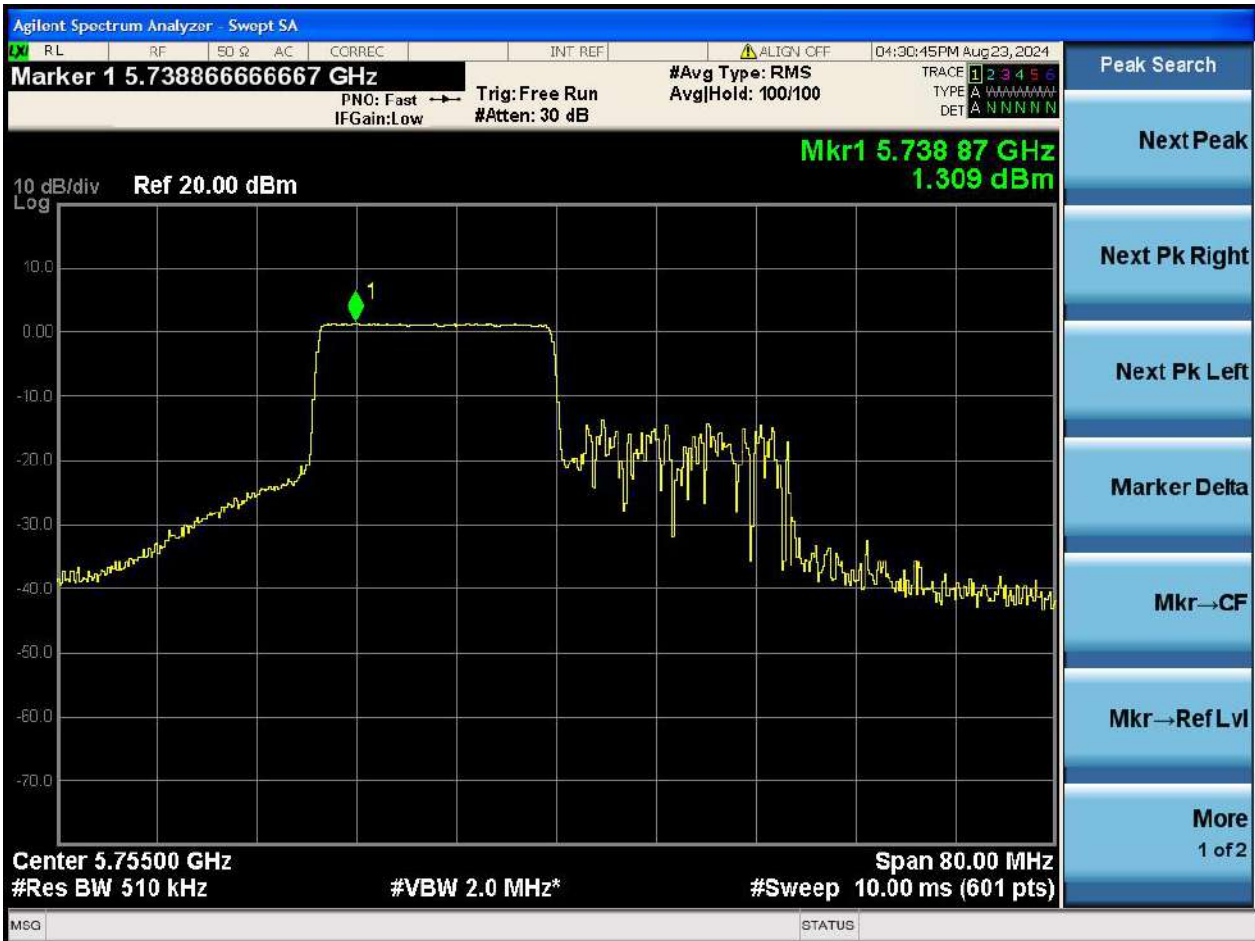 Agilent Spectrum Analyzer - Swept SA
LXI RL RF 50 Ω AC CORREC INT REF ALIGN OFF 04:30:45PM Aug23, 2024
Marker 1 5.738866666667 GHz
PNO: Fast
IFGain:Low
Trig:Free Run
#Atten: 30 dB
#Avg Type: RMS
Avg|Hold: 100/100
TRACE 1 2 3 4 5 6
TYPE A WWWWW
DET A N N N N N
Mkr1 5.738 87 GHz
1.309 dBm
10 dB/div Ref 20.00 dBm
Log
10.0
0.00
-10.0
-20.0
-30.0
-40.0
-50.0
-60.0
-70.0
1
Center 5.75500 GHz Span 80.00 MHz
#Res BW 510 kHz #VBW 2.0 MHz* #Sweep 10.00 ms (601 pts)
MSG STATUS
Peak Search
Next Peak
Next Pk Right
Next Pk Left
Marker Delta
Mkr→CF
Mkr→Ref Lvl
More
1 of 2